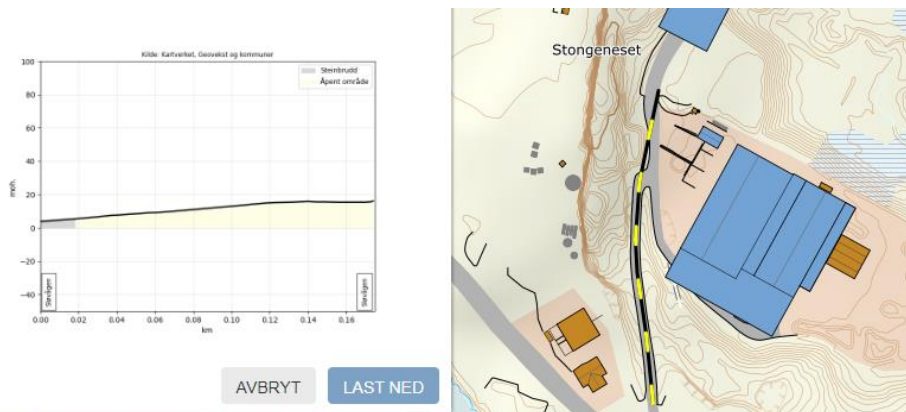 Kilde: Kartverket, Geovekst og kommuner
Steinbrudd
Åpent område
100
80
60
40
20
0
−20
−40
moh.
Støvågen
Støvågen
0.00 0.02 0.04 0.06 0.08 0.10 0.12 0.14 0.16
km
AVBRYT
LAST NED
Stongeneset